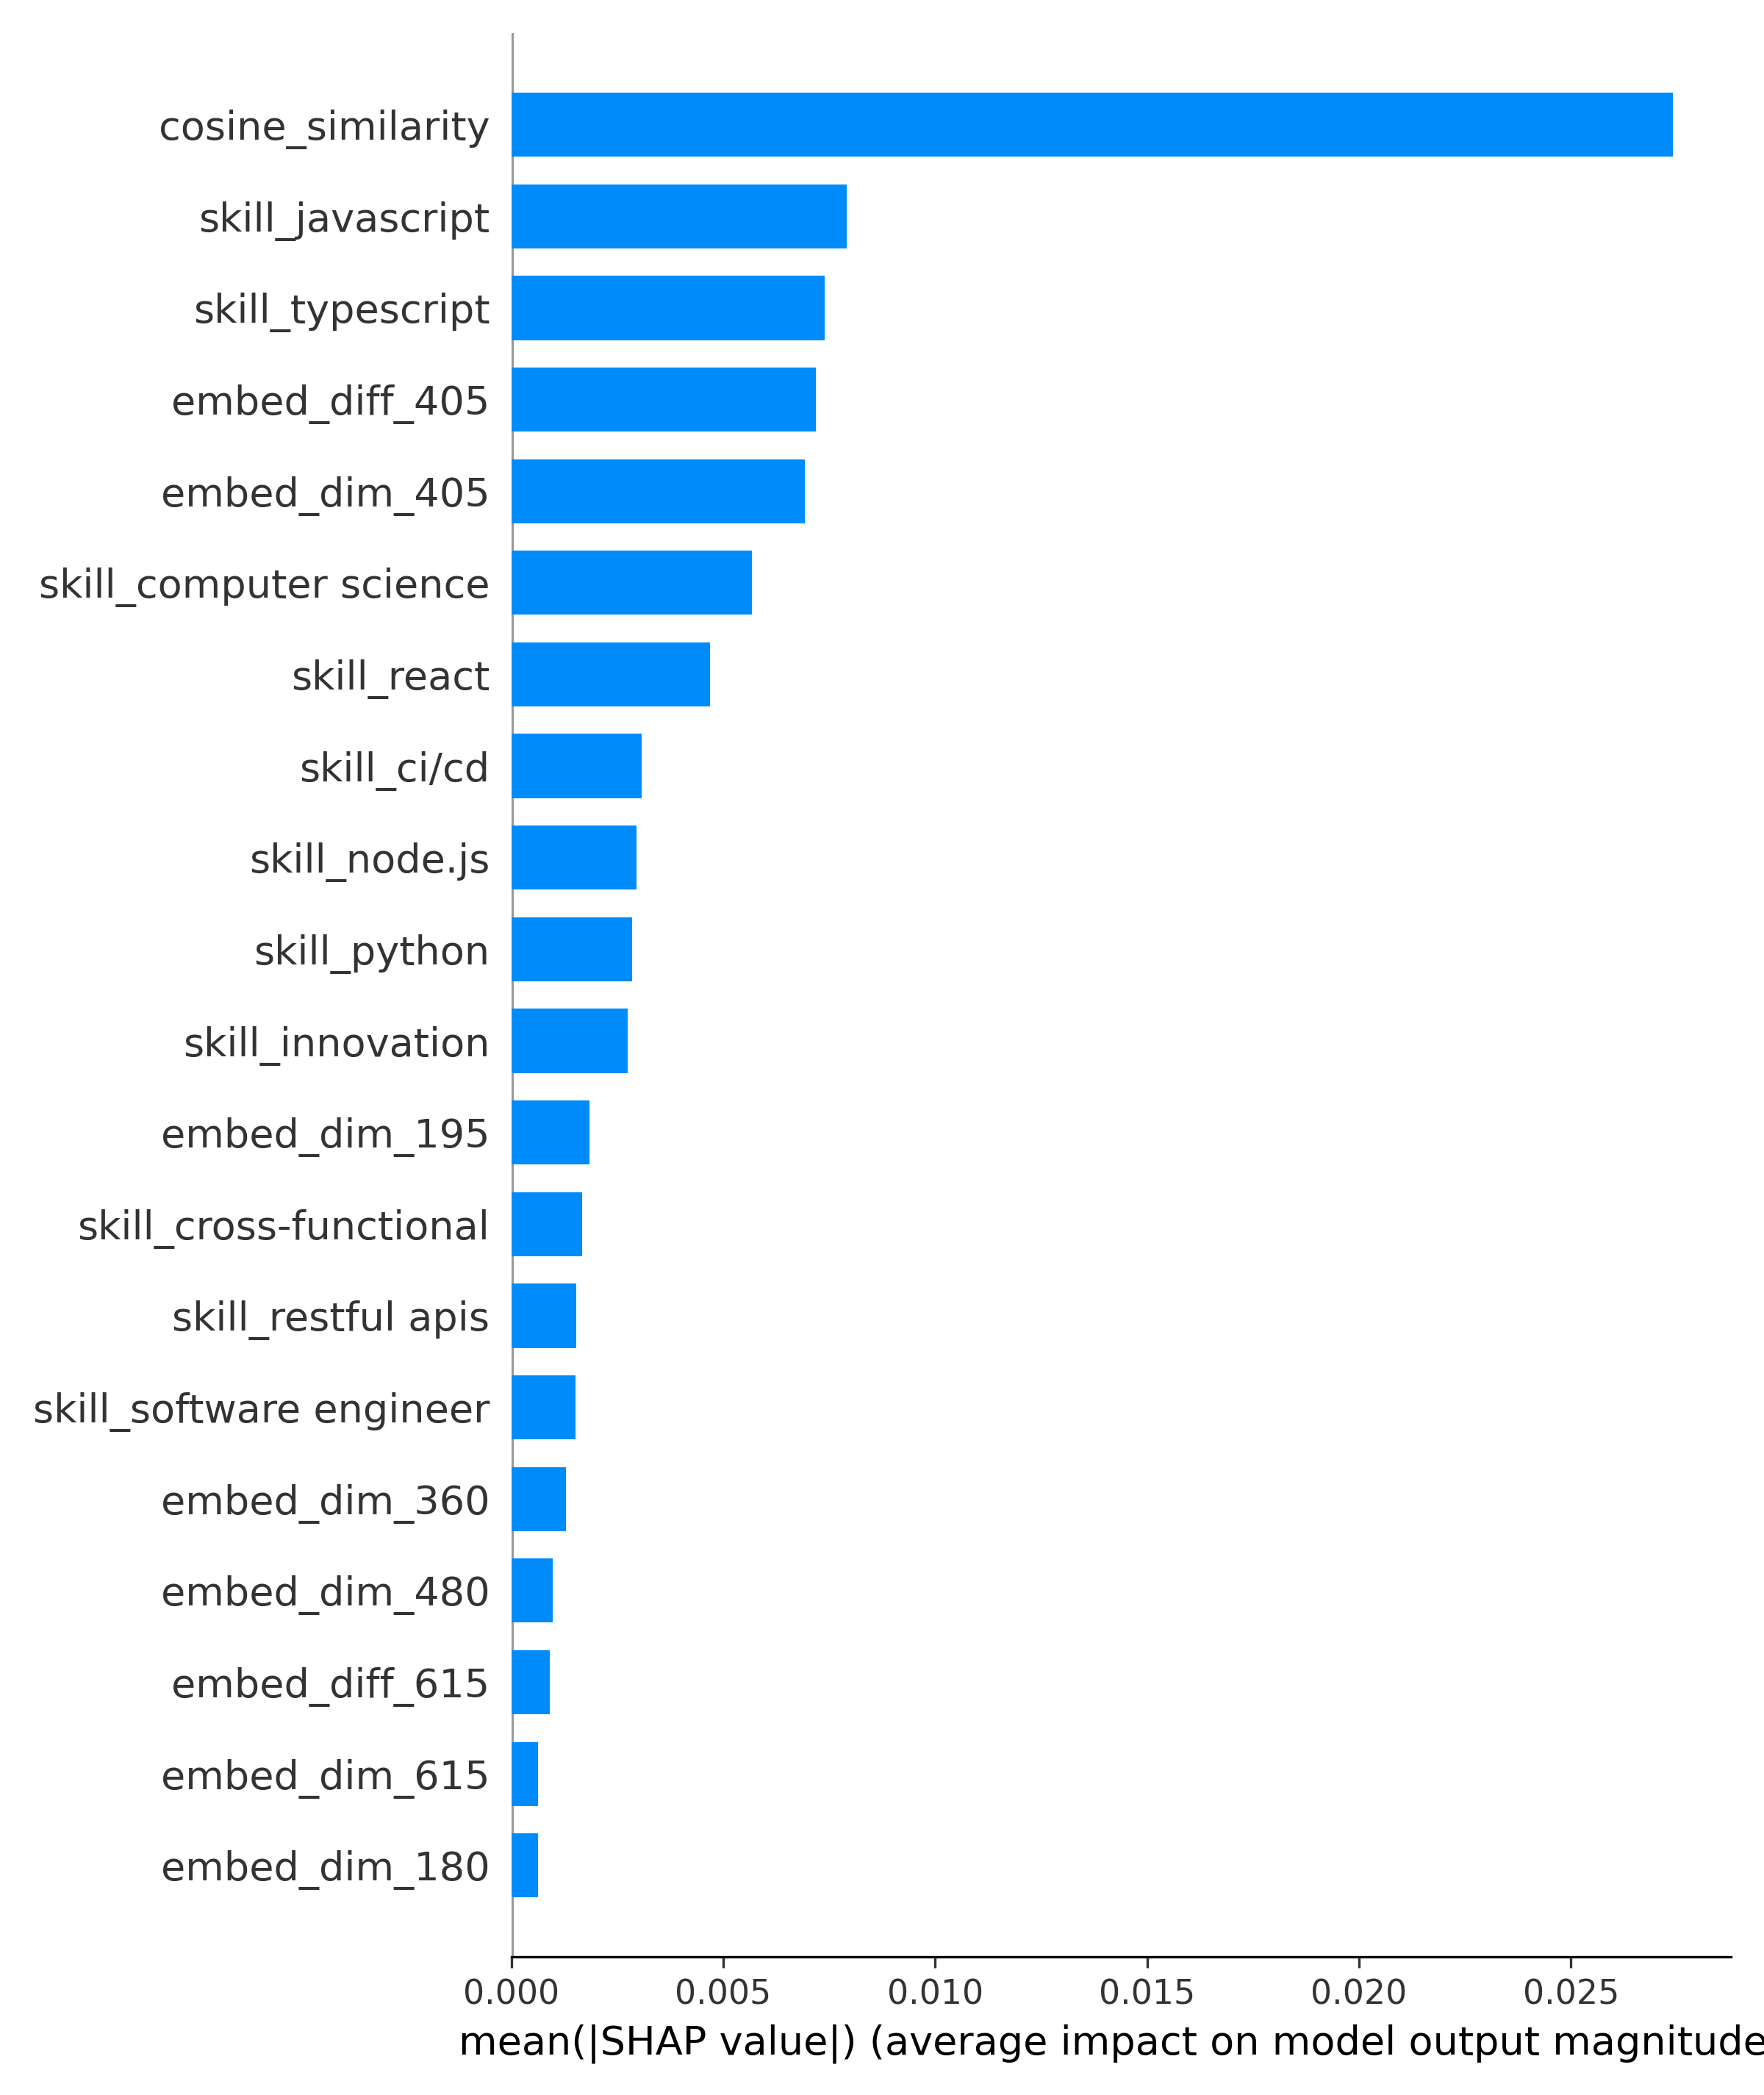 cosine_similarity
skill_javascript
skill_typescript
embed_diff_405
embed_dim_405
skill_computer science
skill_react
skill_ci/cd
skill_node.js
skill_python
skill_innovation
embed_dim_195
skill_cross-functional
skill_restful apis
skill_software engineer
embed_dim_360
embed_dim_480
embed_diff_615
embed_dim_615
embed_dim_180
0.000 0.005 0.010 0.015 0.020 0.025
mean(|SHAP value|) (average impact on model output magnitude